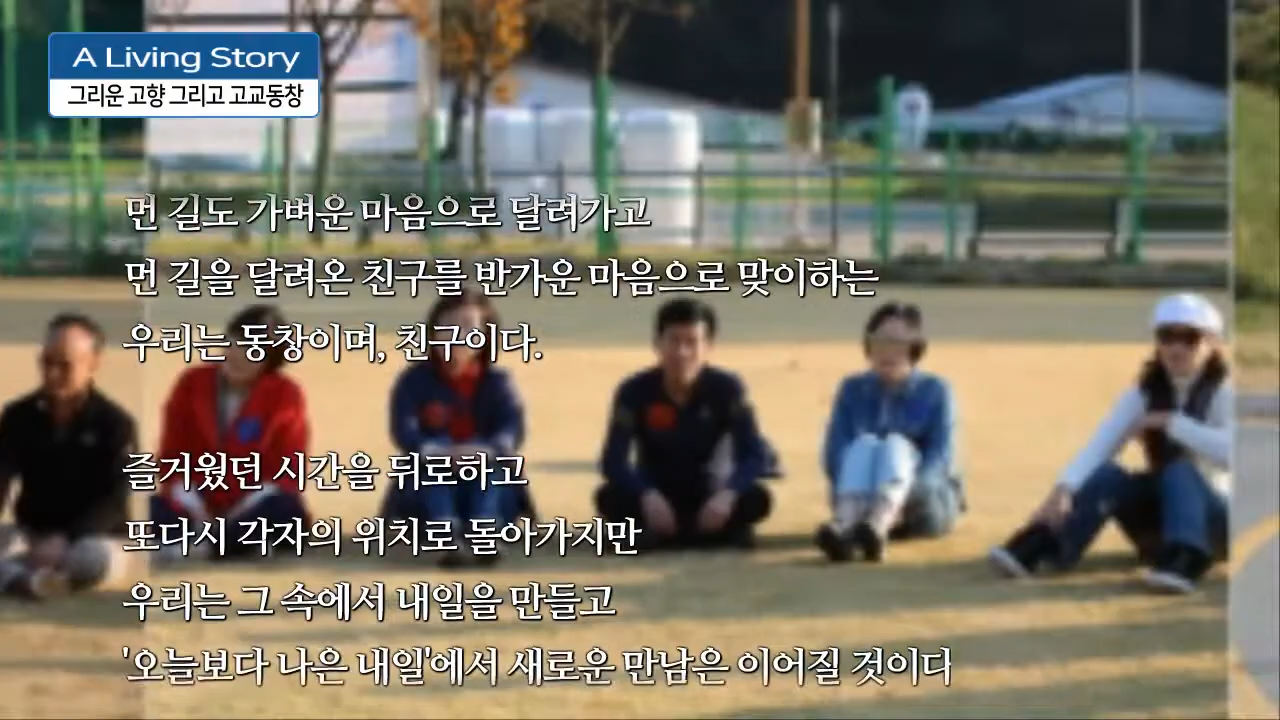 A Living Story
그리운 고향 그리고 고교동창
먼 길도 가벼운 마음으로 달려가고
먼 길을 달려온 친구를 반가운 마음으로 맞이하는
우리는 동창이며, 친구이다.
즐거웠던 시간을 뒤로하고
또다시 각자의 위치로 돌아가지만
우리는 그 속에서 내일을 만들고
'오늘보다 나은 내일'에서 새로운 만남은 이어질 것이다